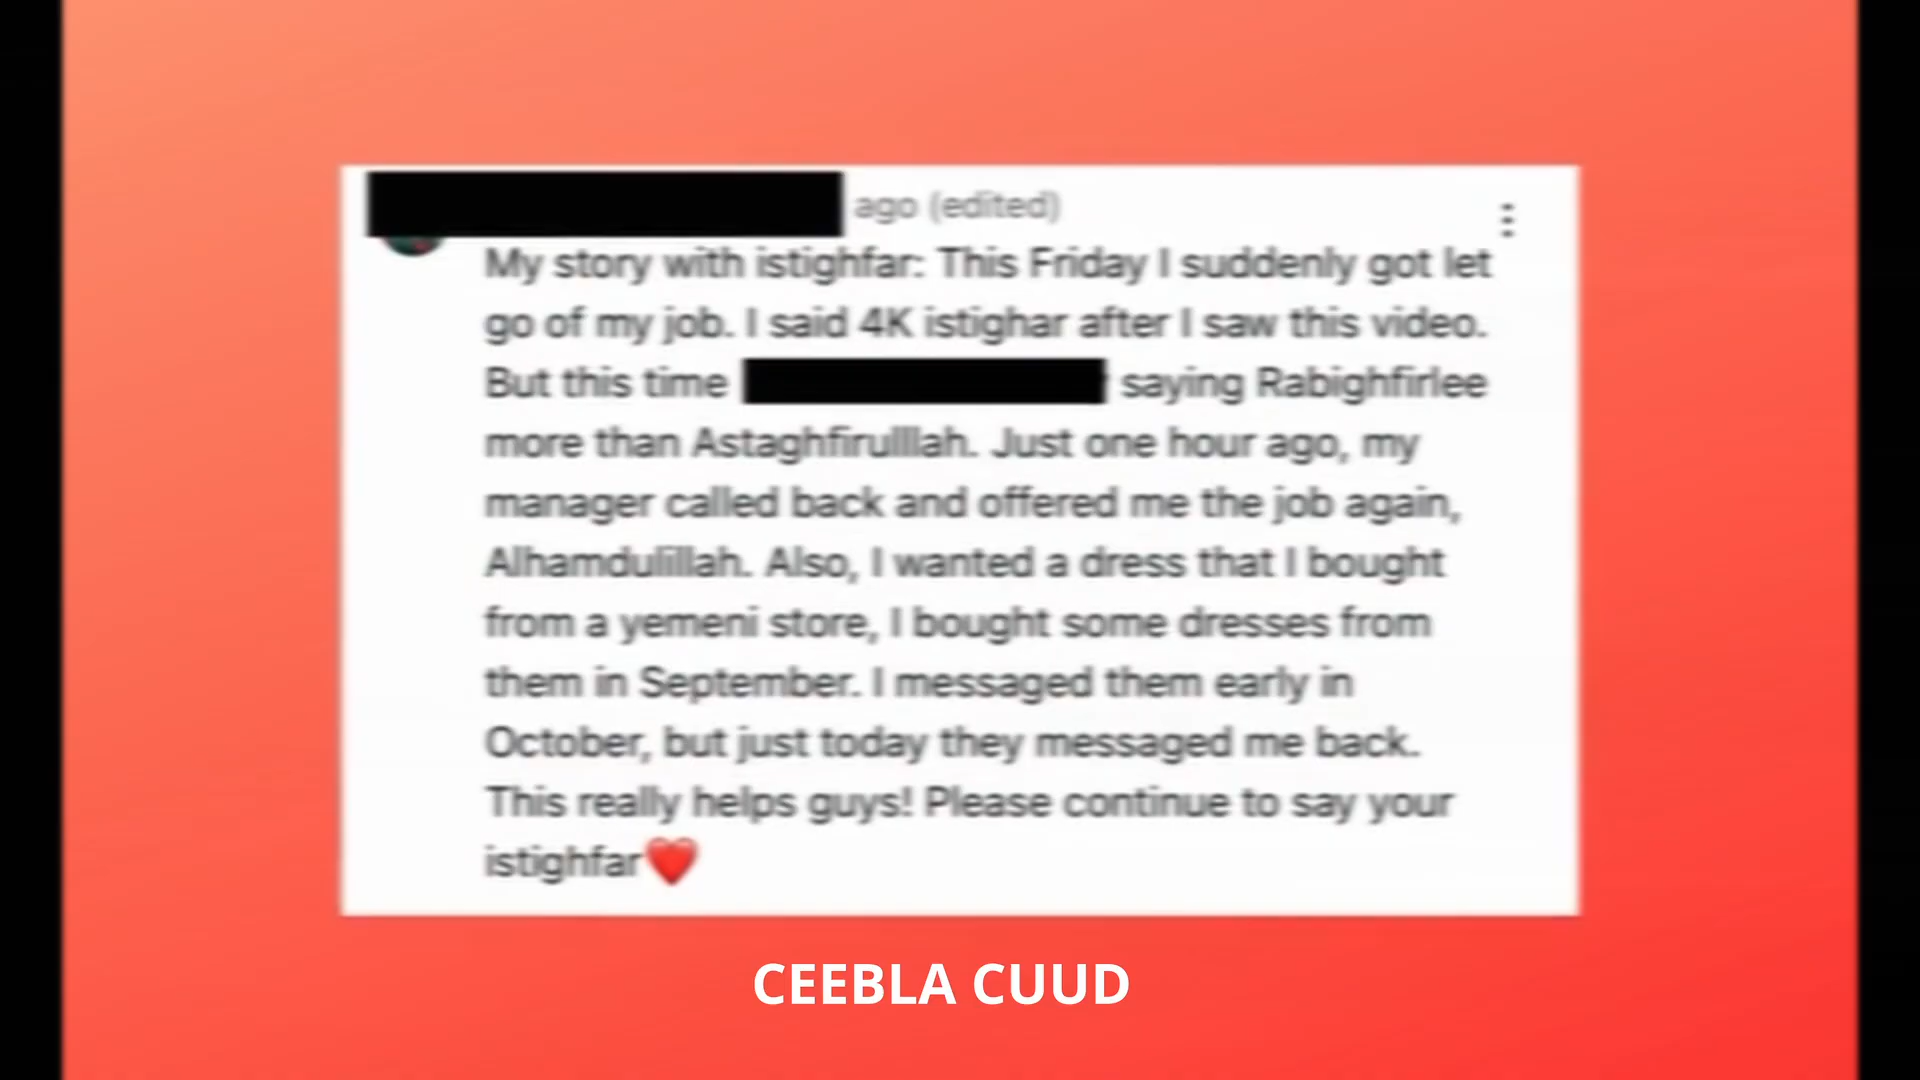 ago (edited)
My story with istighfar: This Friday I suddenly got let
go of my job. I said 4K istighar after I saw this video.
But this time saying Rabighfirlee
more than Astaghfirulllah. Just one hour ago, my
manager called back and offered me the job again,
Alhamdulillah. Also, I wanted a dress that I bought
from a yemeni store, I bought some dresses from
them in September. I messaged them early in
October, but just today they messaged me back.
This really helps guys! Please continue to say your
istighfar❤️
CEEBLA CUUD